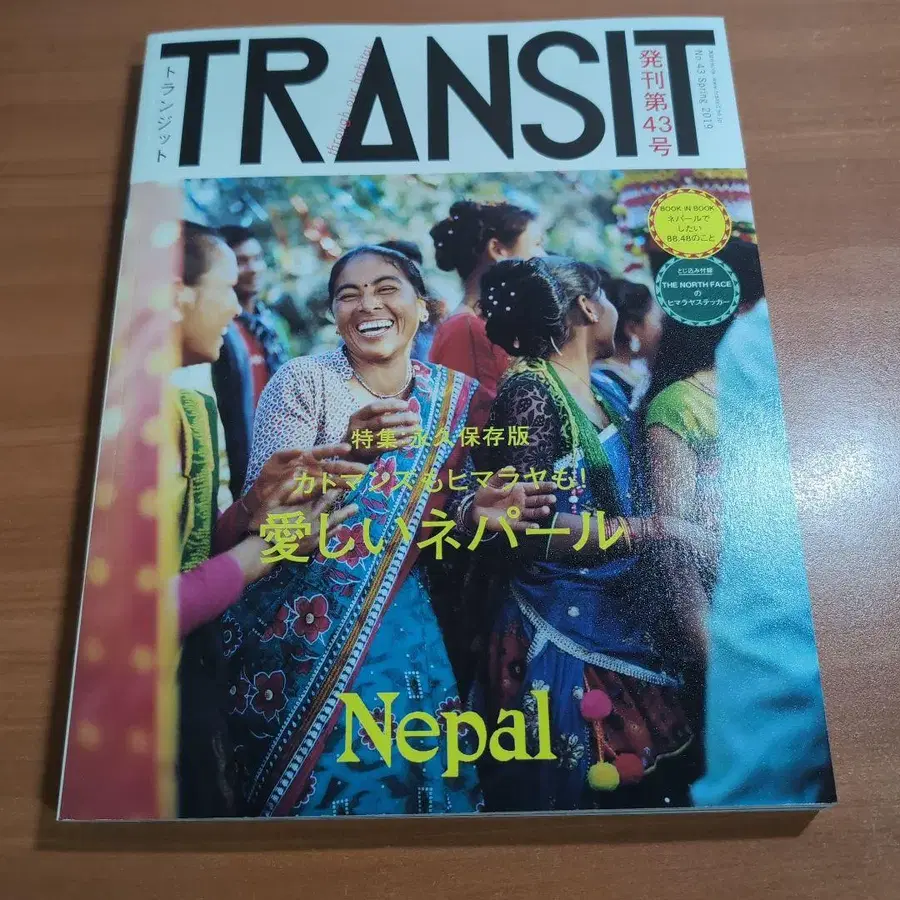 TRANSIT
トランジット
through our habitat
発刊第43号
No.43 Spring 2019
BOOK IN BOOK
ネパールで
したい
88.48のこと
とじ込み付録
THE NORTH FACE
の
ヒマラヤステッカー
特集:永久保存版
カトマンズもヒマラヤも!
愛しいネパール
Nepal